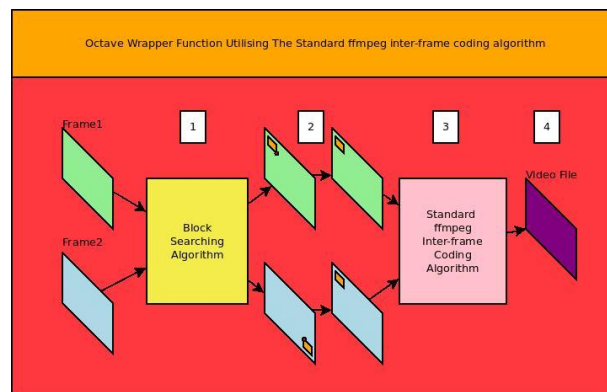 Octave Wrapper Function Utilising The Standard ffmpeg inter-frame coding algorithm
Frame1
1
2
3
4
Video File
Block
Searching
Algorithm
Standard
ffmpeg
Inter-frame
Coding
Algorithm
Frame2